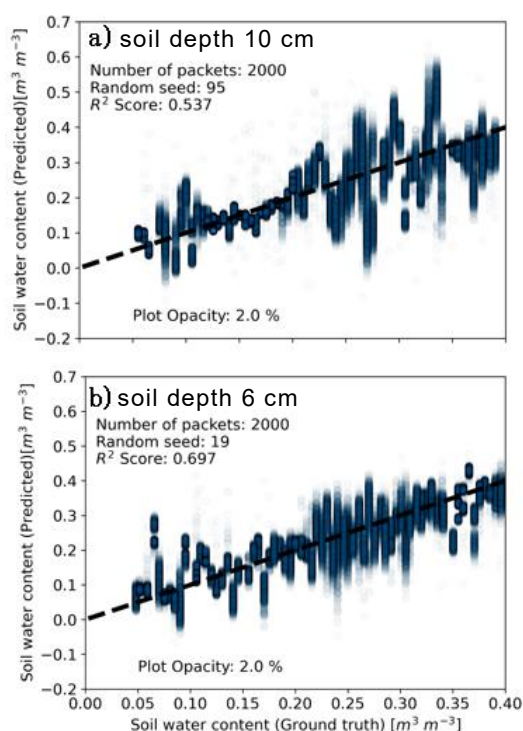 a) soil depth 10 cm
Number of packets: 2000
Random seed: 95
R² Score: 0.537
Plot Opacity: 2.0 %
Soil water content (Predicted)[m³ m⁻³]
0.7
0.6
0.5
0.4
0.3
0.2
0.1
0.0
−0.1
−0.2
b) soil depth 6 cm
Number of packets: 2000
Random seed: 19
R² Score: 0.697
Plot Opacity: 2.0 %
Soil water content (Predicted)[m³ m⁻³]
0.7
0.6
0.5
0.4
0.3
0.2
0.1
0.0
−0.1
−0.2
0.00 0.05 0.10 0.15 0.20 0.25 0.30 0.35 0.40
Soil water content (Ground truth) [m³ m⁻³]